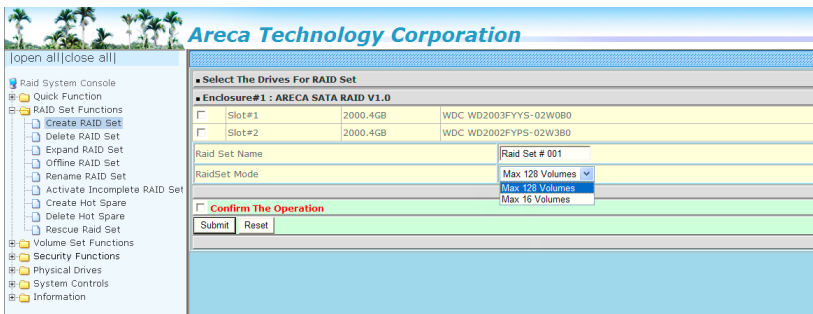 Areca Technology Corporation
|open all|close all|
Raid System Console
Quick Function
RAID Set Functions
Create RAID Set
Delete RAID Set
Expand RAID Set
Offline RAID Set
Rename RAID Set
Activate Incomplete RAID Set
Create Hot Spare
Delete Hot Spare
Rescue Raid Set
Volume Set Functions
Security Functions
Physical Drives
System Controls
Information
Select The Drives For RAID Set
Enclosure#1 : ARECA SATA RAID V1.0
Slot#1 2000.4GB WDC WD2003FYYS-02W0B0
Slot#2 2000.4GB WDC WD2002FYPS-02W3B0
Raid Set Name Raid Set # 001
RaidSet Mode Max 128 Volumes
Max 128 Volumes
Max 16 Volumes
Confirm The Operation
Submit Reset